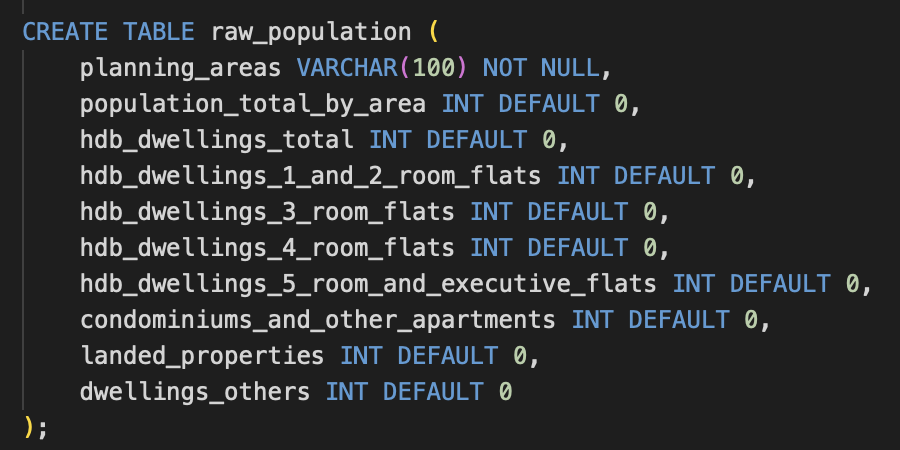 CREATE TABLE raw_population (
    planning_areas VARCHAR(100) NOT NULL,
    population_total_by_area INT DEFAULT 0,
    hdb_dwellings_total INT DEFAULT 0,
    hdb_dwellings_1_and_2_room_flats INT DEFAULT 0,
    hdb_dwellings_3_room_flats INT DEFAULT 0,
    hdb_dwellings_4_room_flats INT DEFAULT 0,
    hdb_dwellings_5_room_and_executive_flats INT DEFAULT 0,
    condominiums_and_other_apartments INT DEFAULT 0,
    landed_properties INT DEFAULT 0,
    dwellings_others INT DEFAULT 0
);